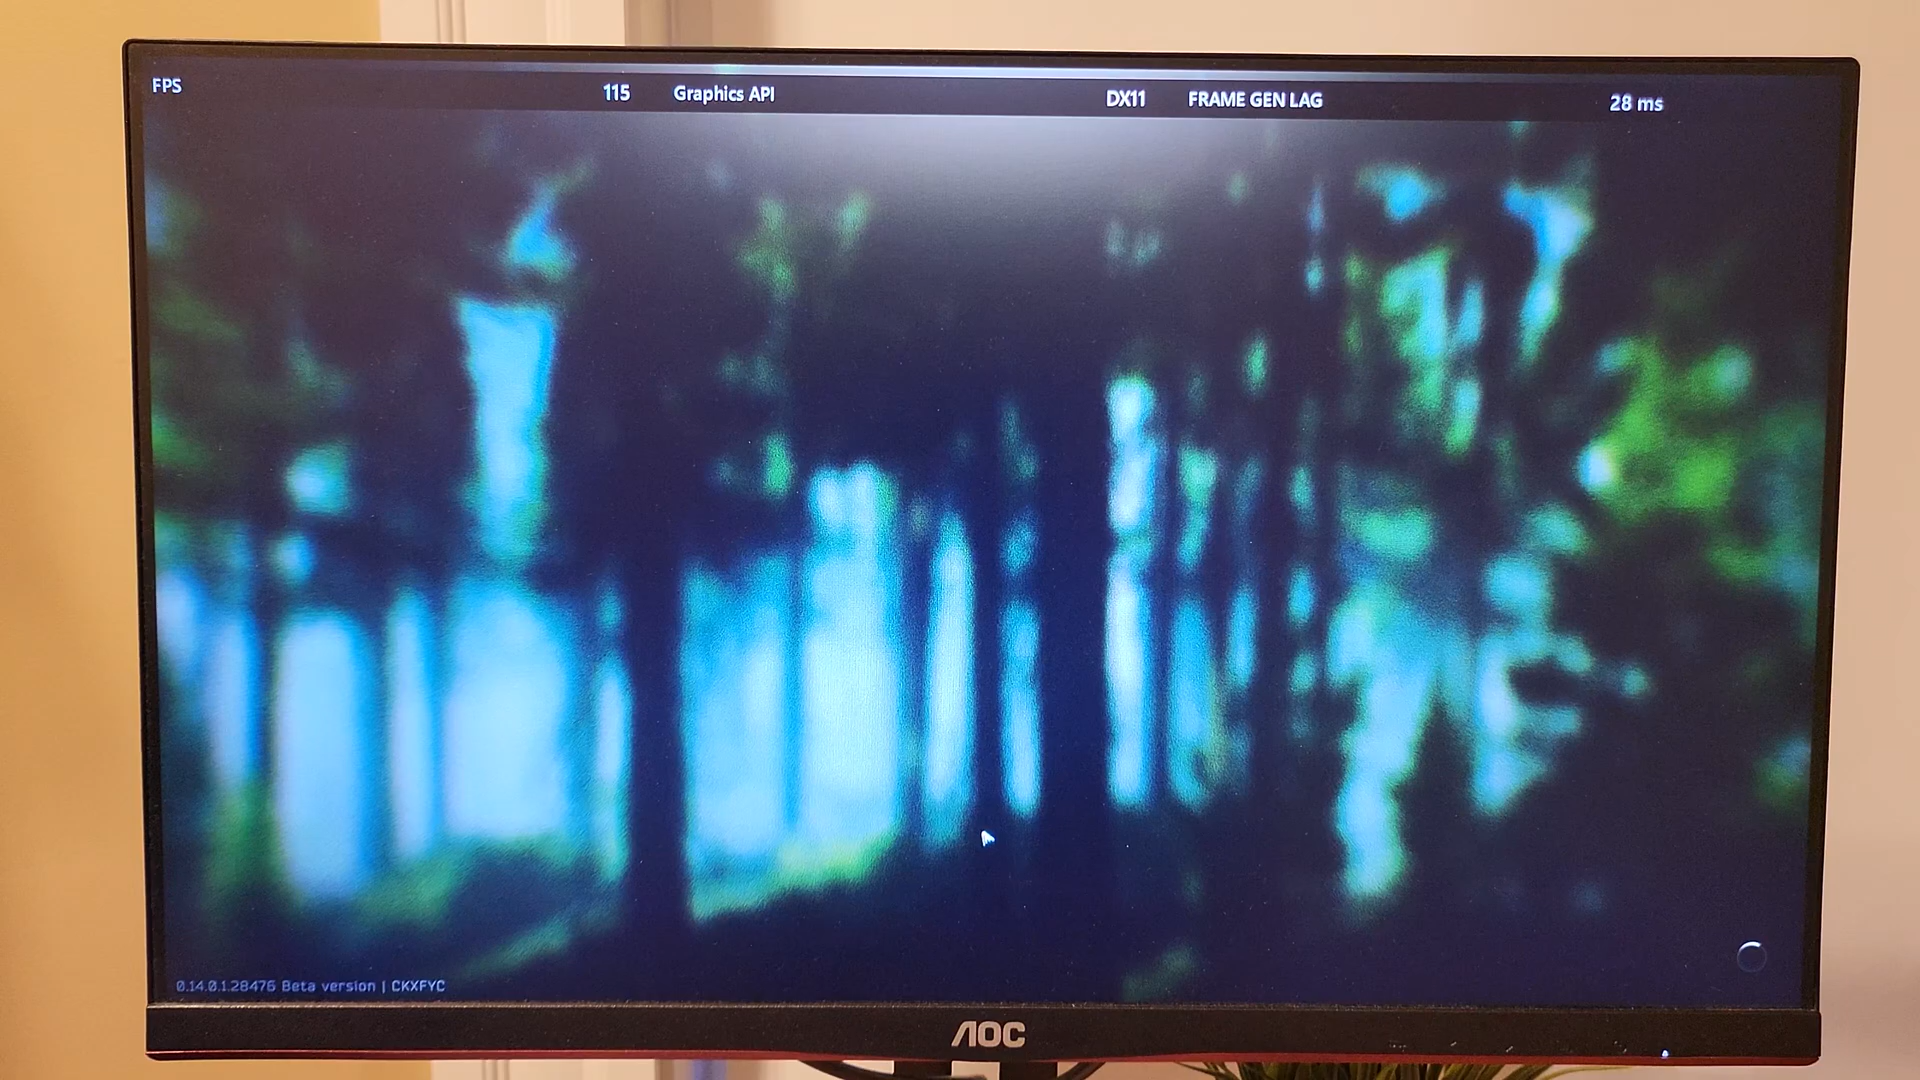 FPS 115 Graphics API DX11 FRAME GEN LAG 28 ms
0.14.0.1.28476 Beta version | CKXFYC
AOC